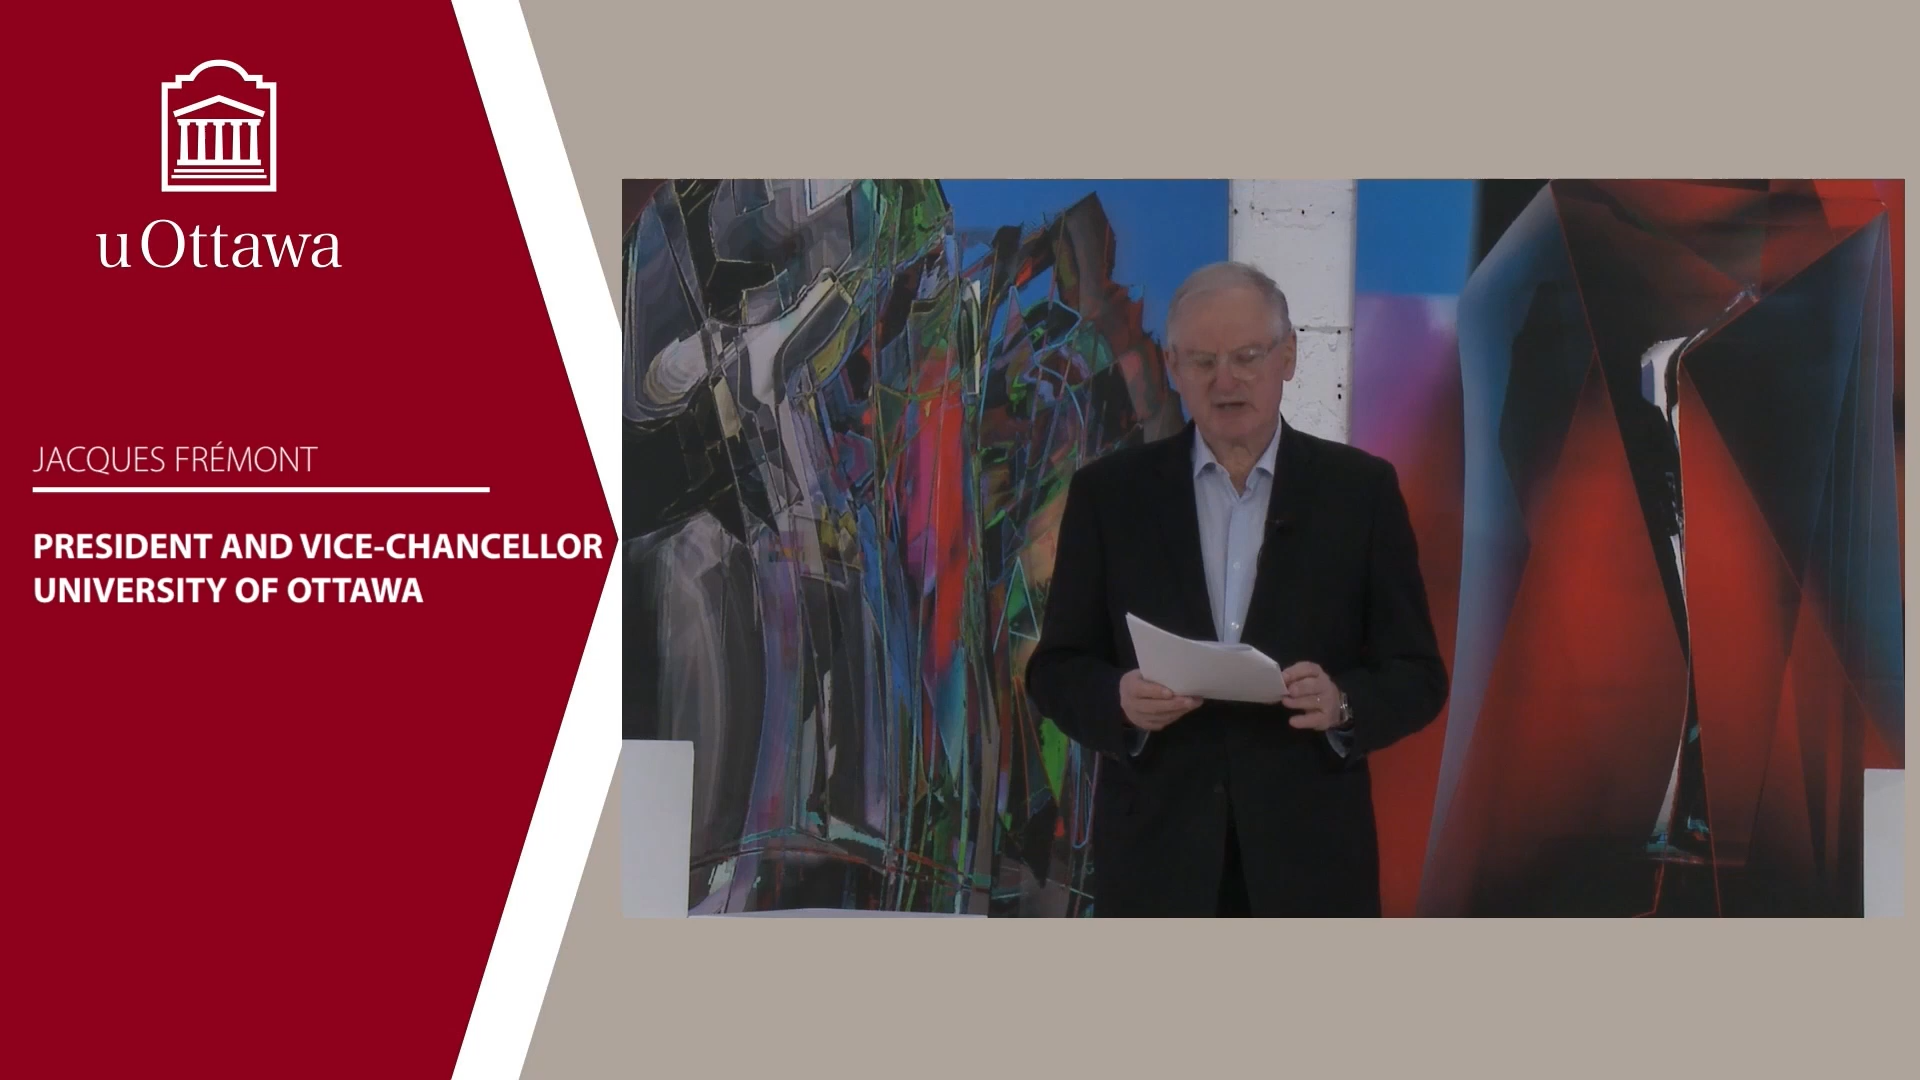 uOttawa
JACQUES FRÉMONT
PRESIDENT AND VICE-CHANCELLOR
UNIVERSITY OF OTTAWA